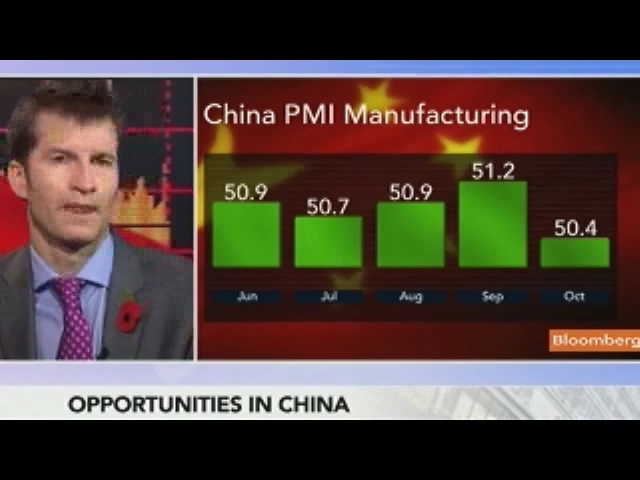 China PMI Manufacturing
50.9
50.7
50.9
51.2
50.4
Jun
Jul
Aug
Sep
Oct
Bloomberg
OPPORTUNITIES IN CHINA